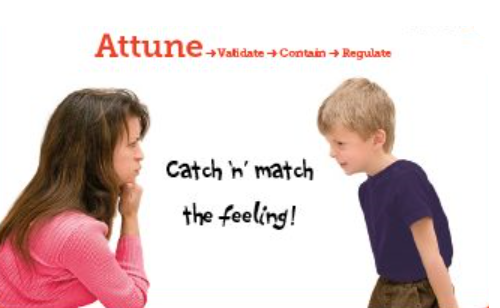 Attune → Validate → Contain → Regulate
Catch 'n' match
the feeling!